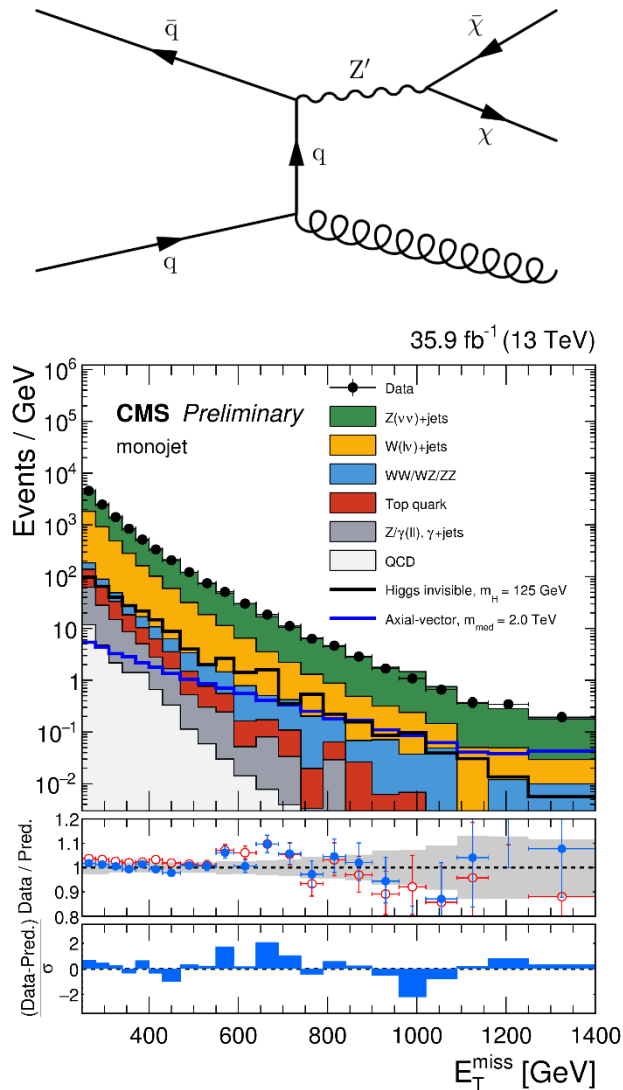 q̄
χ̄
Z′
q
χ
q
35.9 fb⁻¹ (13 TeV)
Events / GeV
10⁶
10⁵
10⁴
10³
10²
10
1
10⁻¹
10⁻²
CMS Preliminary
monojet
Data
Z(νν)+jets
W(lν)+jets
WW/WZ/ZZ
Top quark
Z/γ(ll), γ+jets
QCD
Higgs invisible, m_H = 125 GeV
Axial-vector, m_med = 2.0 TeV
Data / Pred.
1.2
1.1
1.0
0.9
0.8
(Data-Pred.)
σ
2
0
−2
400 600 800 1000 1200 1400
E_T^miss [GeV]